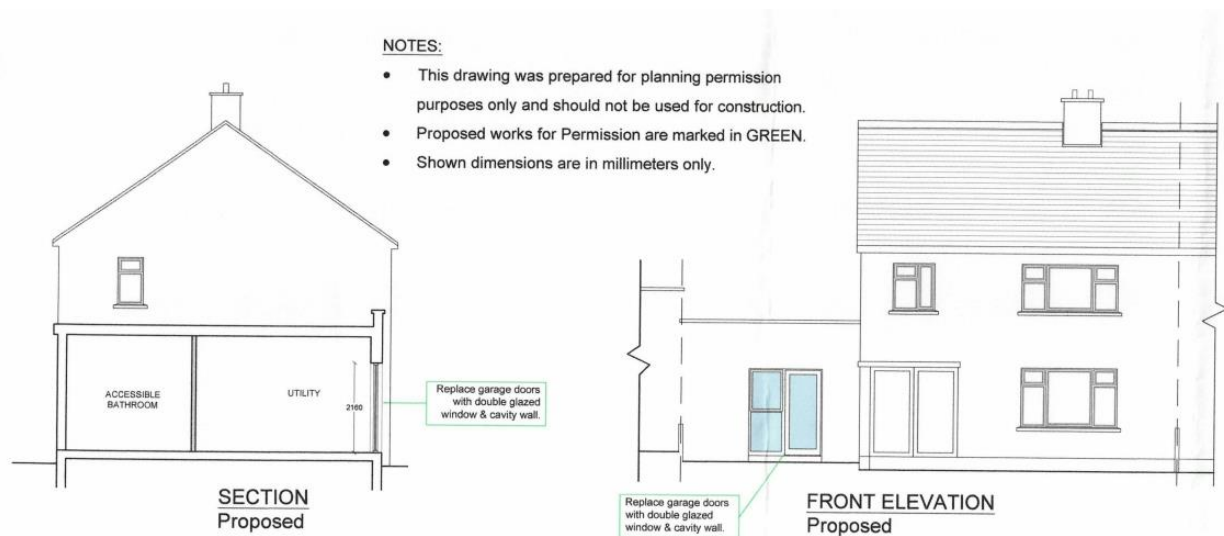 NOTES:
• This drawing was prepared for planning permission
purposes only and should not be used for construction.
• Proposed works for Permission are marked in GREEN.
• Shown dimensions are in millimeters only.
ACCESSIBLE
BATHROOM
UTILITY
2160
Replace garage doors
with double glazed
window & cavity wall.
SECTION
Proposed
Replace garage doors
with double glazed
window & cavity wall.
FRONT ELEVATION
Proposed